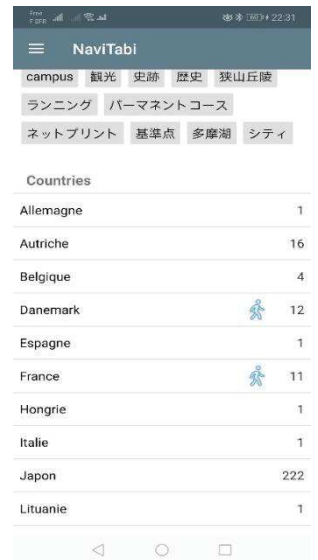 22:31
NaviTabi
campus 観光 史跡 歴史 狭山丘陵
ランニング パーマネントコース
ネットプリント 基準点 多摩湖 シティ
Countries
Allemagne 1
Autriche 16
Belgique 4
Danemark 12
Espagne 1
France 11
Hongrie 1
Italie 1
Japon 222
Lituanie 1